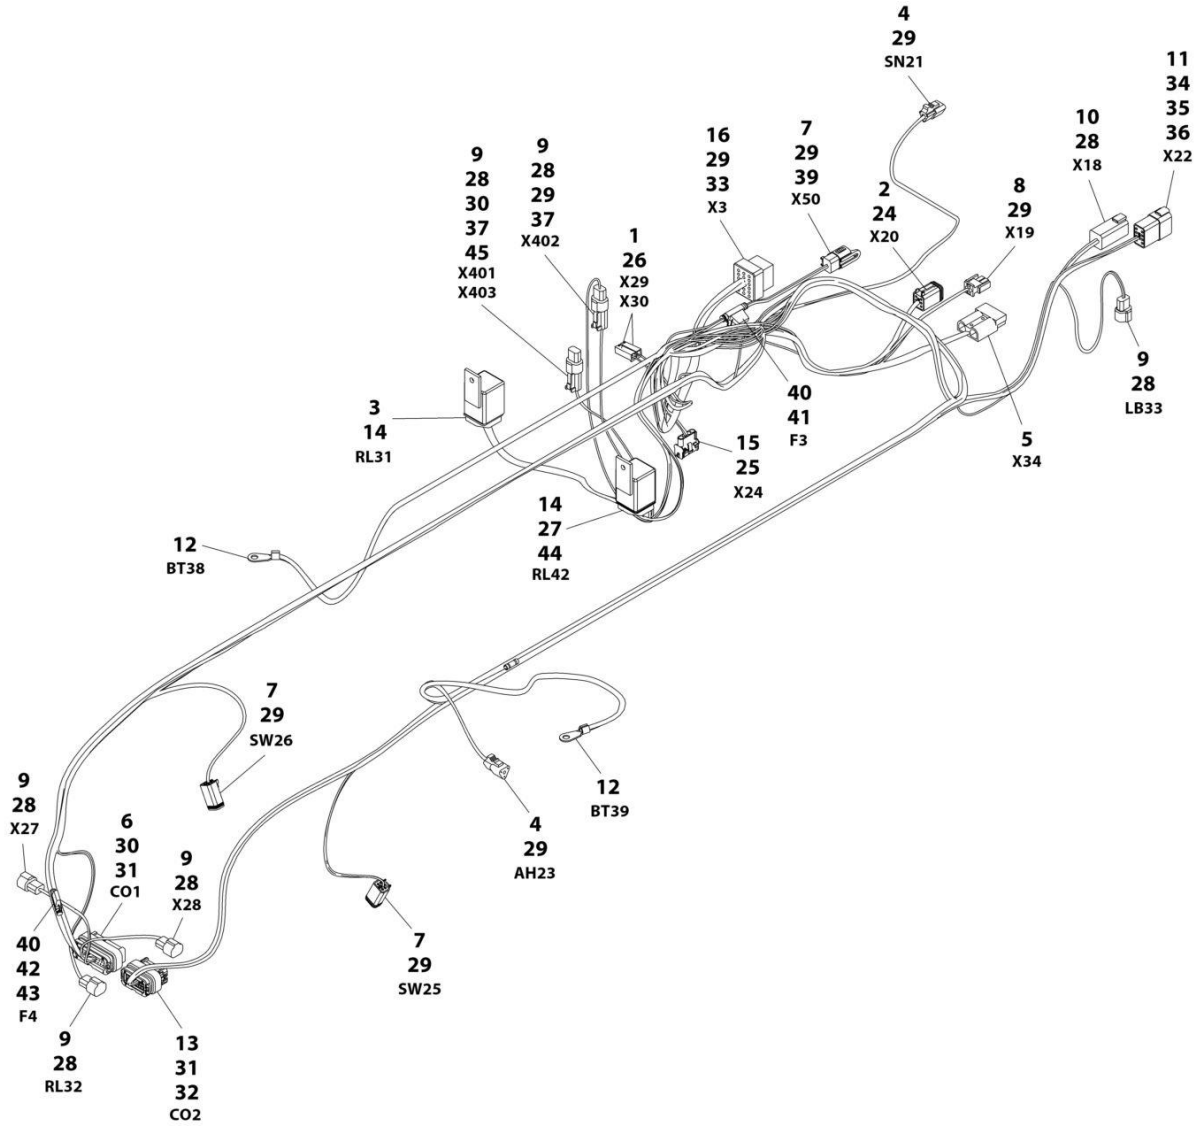 4
29
SN21
11
34
35
36
X22
10
28
X18
16
29
33
X3
7
29
39
X50
9
28
29
37
X402
9
28
30
37
45
X401
X403
2
24
X20
8
29
X19
1
26
X29
X30
9
28
LB33
3
14
RL31
40
41
F3
15
25
X24
5
X34
14
27
44
RL42
12
BT38
7
29
SW26
12
BT39
9
28
X27
6
30
31
CO1
4
29
AH23
9
28
X28
40
42
43
F4
7
29
SW25
9
28
RL32
13
31
32
CO2